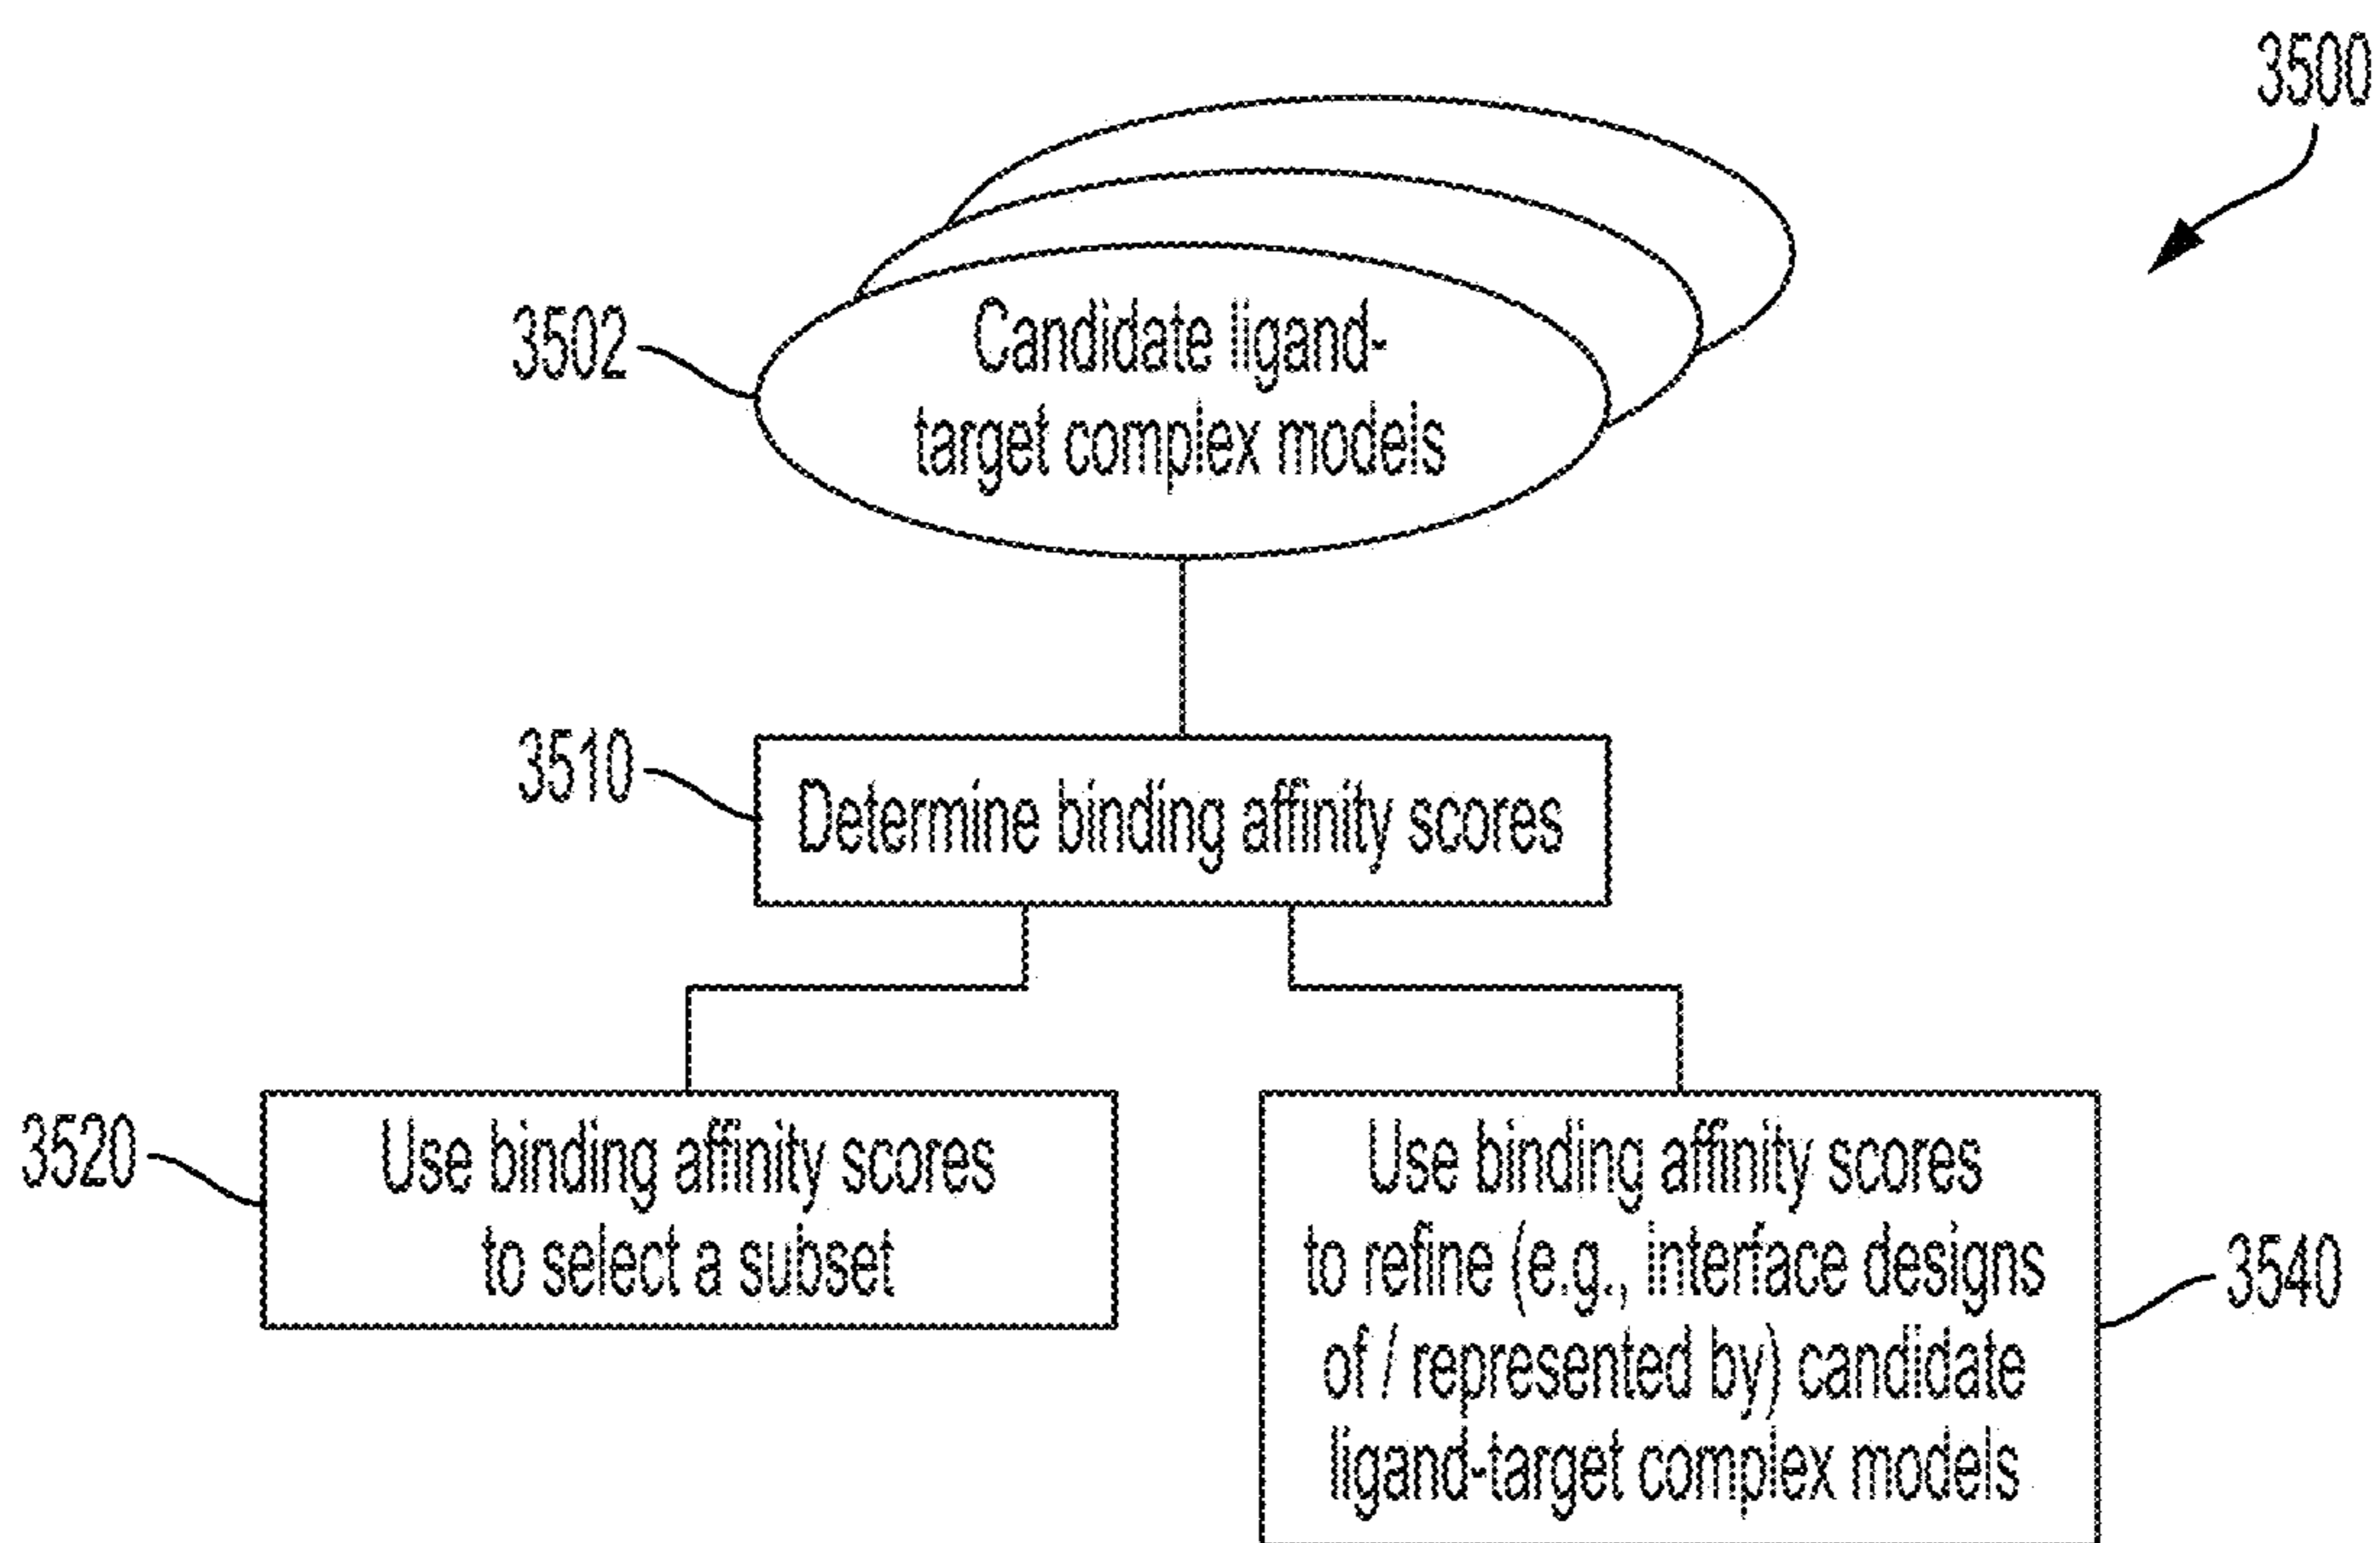 3500
3502
Candidate ligand-
target complex models
3510
Determine binding affinity scores
3520
Use binding affinity scores
to select a subset
Use binding affinity scores
to refine (e.g., interface designs
of / represented by) candidate
ligand-target complex models
3540